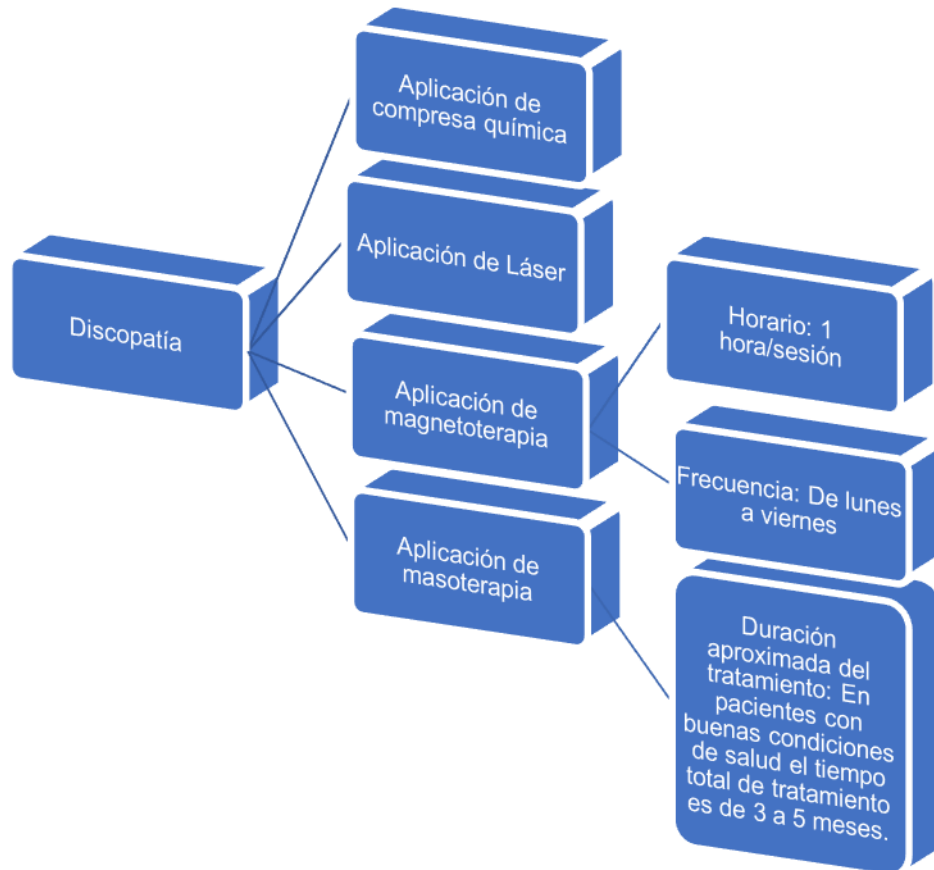 Discopatía
Aplicación de
compresa química
Aplicación de Láser
Aplicación de
magnetoterapia
Aplicación de
masoterapia
Horario: 1
hora/sesión
Frecuencia: De lunes
a viernes
Duración
aproximada del
tratamiento: En
pacientes con
buenas condiciones
de salud el tiempo
total de tratamiento
es de 3 a 5 meses.